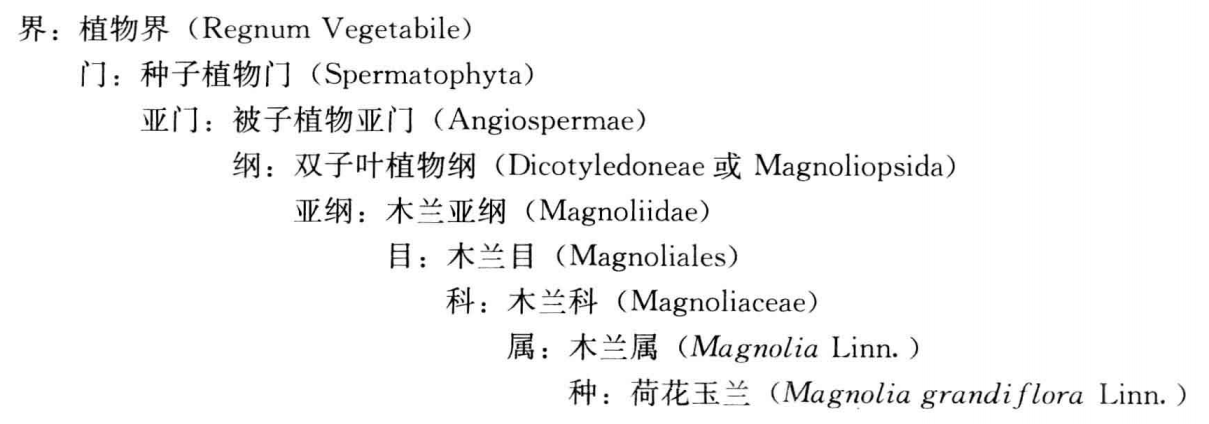 界：植物界（Regnum Vegetabile）
门：种子植物门（Spermatophyta）
亚门：被子植物亚门（Angiospermae）
纲：双子叶植物纲（Dicotyledoneae 或 Magnoliopsida）
亚纲：木兰亚纲（Magnoliidae）
目：木兰目（Magnoliales）
科：木兰科（Magnoliaceae）
属：木兰属（Magnolia Linn.）
种：荷花玉兰（Magnolia grandiflora Linn.）